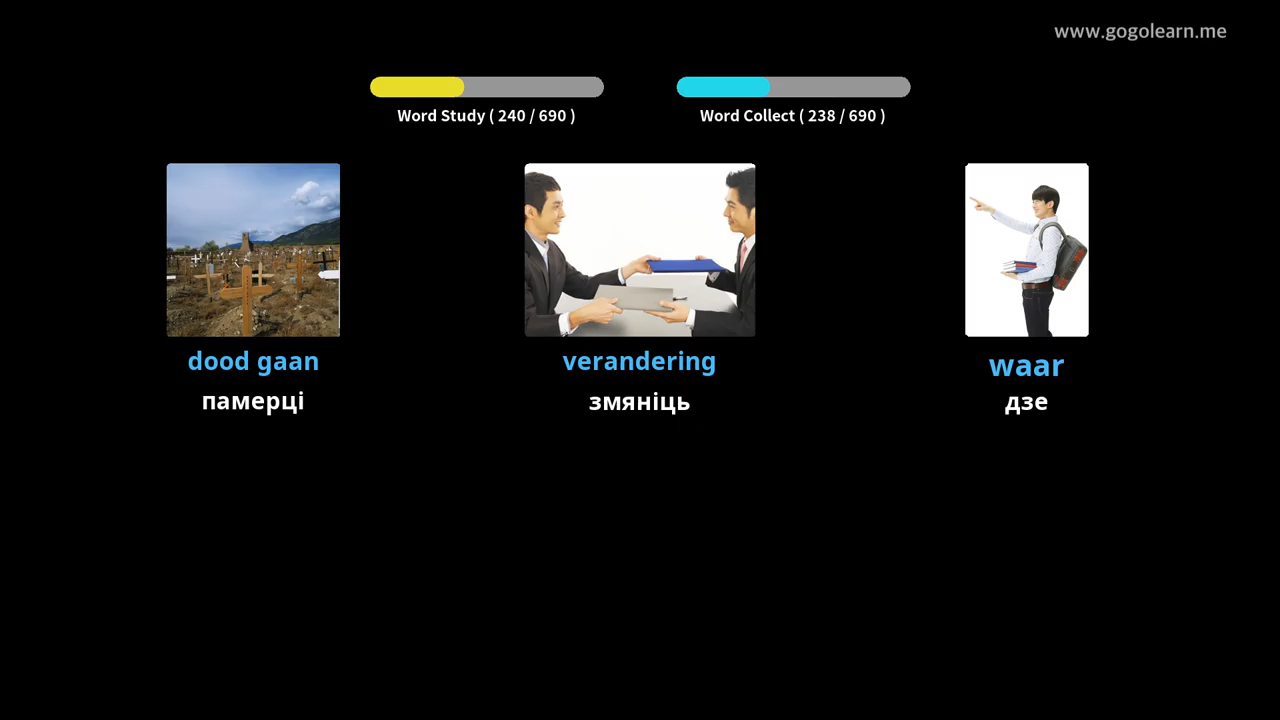 www.gogolearn.me
Word Study ( 240 / 690 )
Word Collect ( 238 / 690 )
dood gaan
verandering
waar
памерці
змяніць
дзе